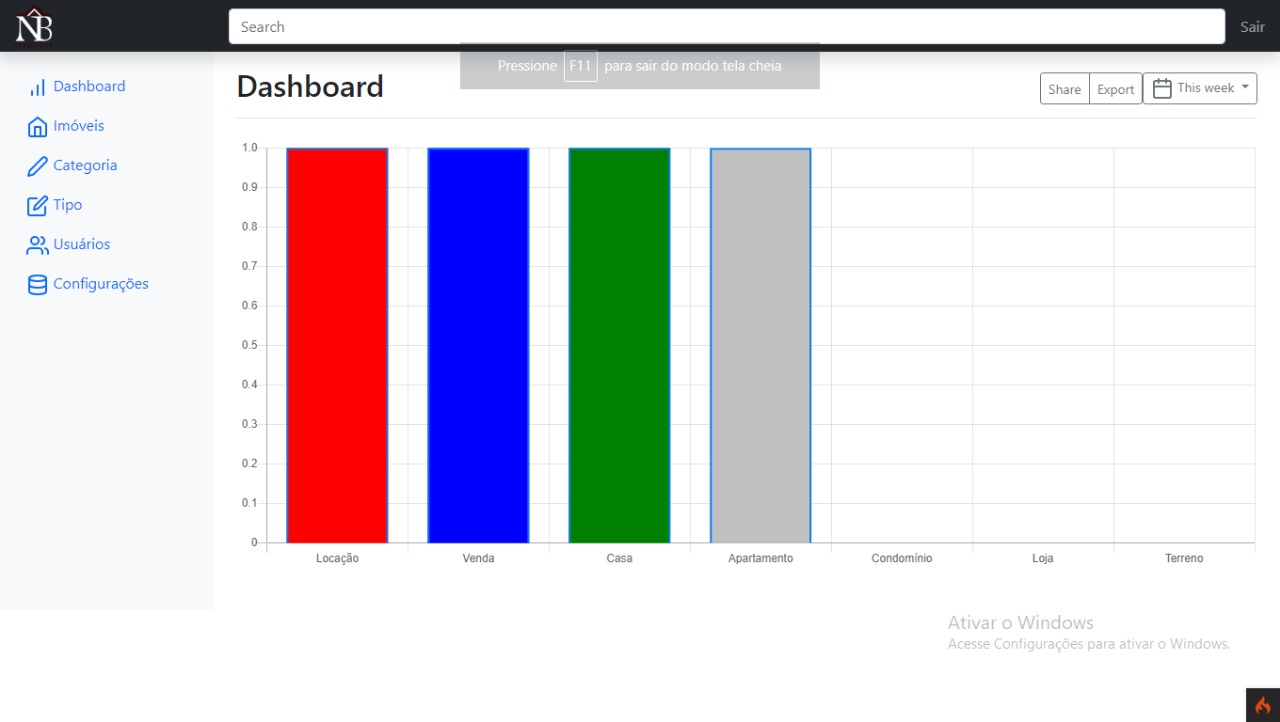 NB
Search
Sair
Pressione F11 para sair do modo tela cheia
Dashboard
Imóveis
Categoria
Tipo
Usuários
Configurações
Dashboard
Share
Export
This week
1.0
0.9
0.8
0.7
0.6
0.5
0.4
0.3
0.2
0.1
0
Locação Venda Casa Apartamento Condomínio Loja Terreno
Ativar o Windows
Acesse Configurações para ativar o Windows.